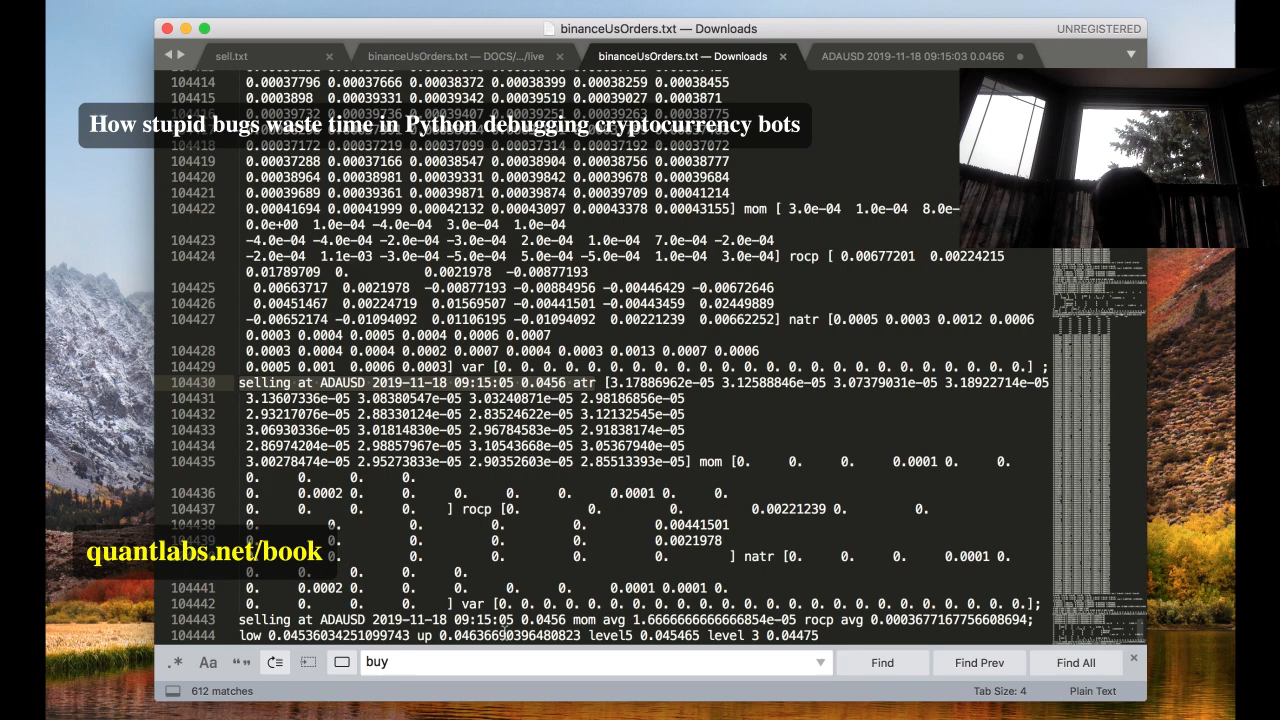 binanceUsOrders.txt — Downloads
UNREGISTERED
sell.txt
binanceUsOrders.txt — DOCS/.../live
binanceUsOrders.txt — Downloads
ADAUSD 2019-11-18 09:15:03 0.0456
104414 0.00037796 0.00037666 0.00038372 0.00038399 0.00038259 0.00038455
104415 0.0003898 0.00039331 0.00039342 0.00039519 0.00039027 0.0003871
How stupid bugs waste time in Python debugging cryptocurrency bots
104418 0.00037172 0.00037219 0.00037099 0.00037314 0.00037192 0.00037072
104419 0.00037288 0.00037166 0.00038547 0.00038904 0.00038756 0.00038777
104420 0.00038964 0.00038981 0.00039331 0.00039842 0.00039678 0.00039684
104421 0.00039689 0.00039361 0.00039871 0.00039874 0.00039709 0.00041214
104422 0.00041694 0.00041999 0.00042132 0.00043097 0.00043378 0.00043155] mom [ 3.0e-04 1.0e-04 8.0e-
0.0e+00 1.0e-04 -4.0e-04 3.0e-04 1.0e-04
104423 -4.0e-04 -4.0e-04 -2.0e-04 -3.0e-04 2.0e-04 1.0e-04 7.0e-04 -2.0e-04
104424 -2.0e-04 1.1e-03 -3.0e-04 -5.0e-04 5.0e-04 -5.0e-04 1.0e-04 3.0e-04] rocp [ 0.00677201 0.00224215
0.01789709 0. 0.0021978 -0.00877193
104425 0.00663717 0.0021978 -0.00877193 -0.00884956 -0.00446429 -0.00672646
104426 0.00451467 0.00224719 0.01569507 -0.00441501 -0.00443459 0.02449889
104427 -0.00652174 -0.01094092 0.01106195 -0.01094092 0.00221239 0.00662252] natr [0.0005 0.0003 0.0012 0.0006
0.0003 0.0004 0.0005 0.0004 0.0006 0.0007
104428 0.0003 0.0004 0.0004 0.0002 0.0007 0.0004 0.0003 0.0013 0.0007 0.0006
104429 0.0005 0.001 0.0006 0.0003] var [0. 0. 0. 0. 0. 0. 0. 0. 0. 0. 0. 0. 0. 0. 0. 0. 0. 0. 0. 0.] ;
104430 selling at ADAUSD 2019-11-18 09:15:05 0.0456 atr [3.17886962e-05 3.12588846e-05 3.07379031e-05 3.18922714e-05
104431 3.13607336e-05 3.08380547e-05 3.03240871e-05 2.98186856e-05
104432 2.93217076e-05 2.88330124e-05 2.83524622e-05 3.12132545e-05
104433 3.06930336e-05 3.01814830e-05 2.96784583e-05 2.91838174e-05
104434 2.86974204e-05 2.98857967e-05 3.10543668e-05 3.05367940e-05
104435 3.00278474e-05 2.95273833e-05 2.90352603e-05 2.85513393e-05] mom [0. 0. 0. 0.0001 0. 0.
0. 0. 0. 0.
104436 0. 0.0002 0. 0. 0. 0. 0. 0.0001 0. 0.
104437 0. 0. 0. 0. ] rocp [0. 0. 0. 0.00221239 0. 0.
104438 0. 0. 0. 0. 0. 0.00441501
0. 0. 0. 0. 0. 0.0021978
quantlabs.net/book
0. 0. 0. 0. ] natr [0. 0. 0. 0.0001 0.
0. 0. 0. 0. 0.
104441 0. 0.0002 0. 0. 0. 0. 0. 0.0001 0.0001 0.
104442 0. 0. 0. 0. ] var [0. 0. 0. 0. 0. 0. 0. 0. 0. 0. 0. 0. 0. 0. 0. 0. 0. 0. 0. 0.];
104443 selling at ADAUSD 2019-11-18 09:15:05 0.0456 mom avg 1.6666666666666854e-05 rocp avg 0.0003677167756608694;
104444 low 0.04536034251099743 up 0.04636690396480823 level5 0.045465 level 3 0.04475
.* Aa “” buy Find Find Prev Find All
612 matches
Tab Size: 4
Plain Text